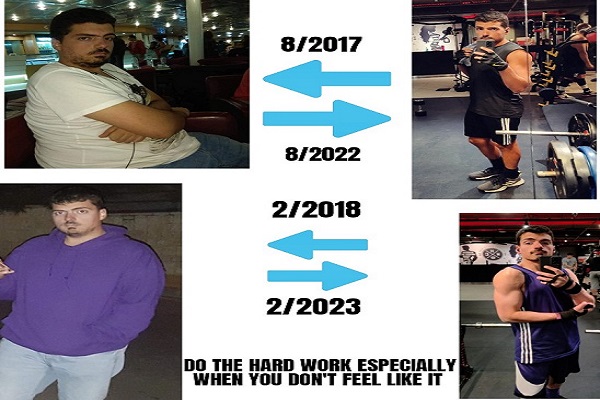 8/2017
8/2022
2/2018
2/2023
DO THE HARD WORK ESPECIALLY
WHEN YOU DON'T FEEL LIKE IT